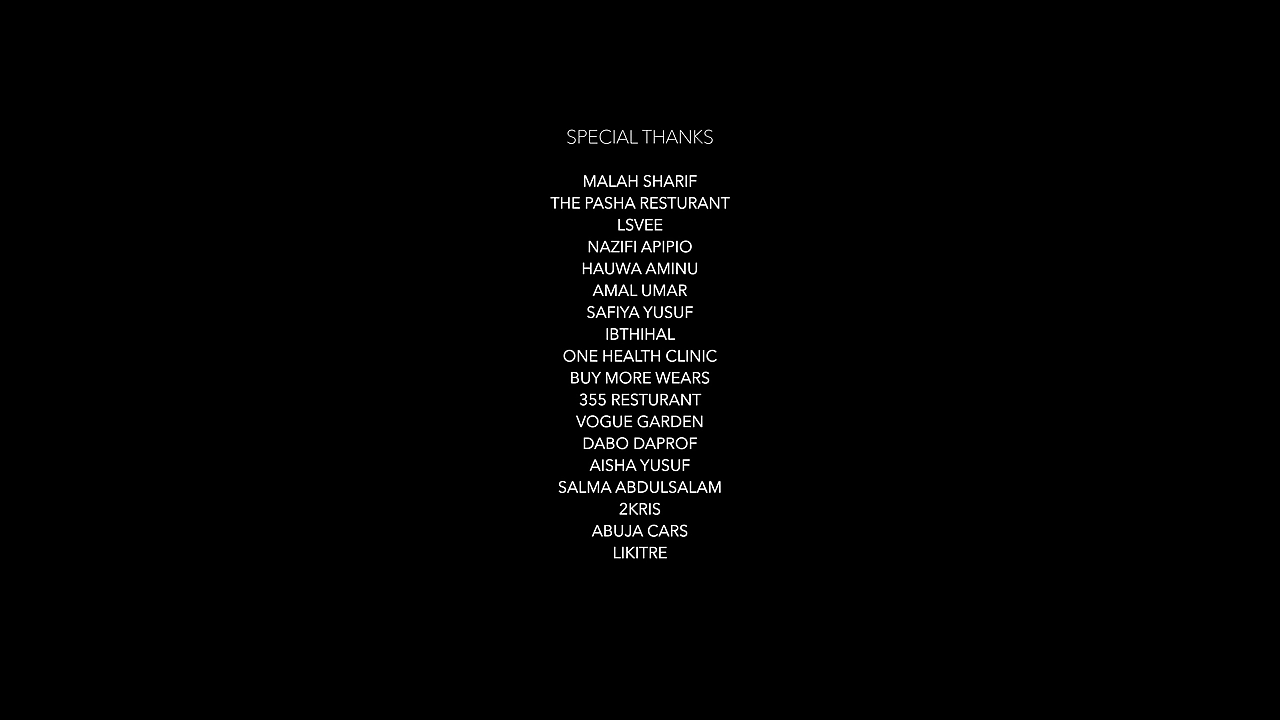 SPECIAL THANKS
MALAH SHARIF
THE PASHA RESTURANT
LSVEE
NAZIFI APIPIO
HAUWA AMINU
AMAL UMAR
SAFIYA YUSUF
IBTHIHAL
ONE HEALTH CLINIC
BUY MORE WEARS
355 RESTURANT
VOGUE GARDEN
DABO DAPROF
AISHA YUSUF
SALMA ABDULSALAM
2KRIS
ABUJA CARS
LIKITRE